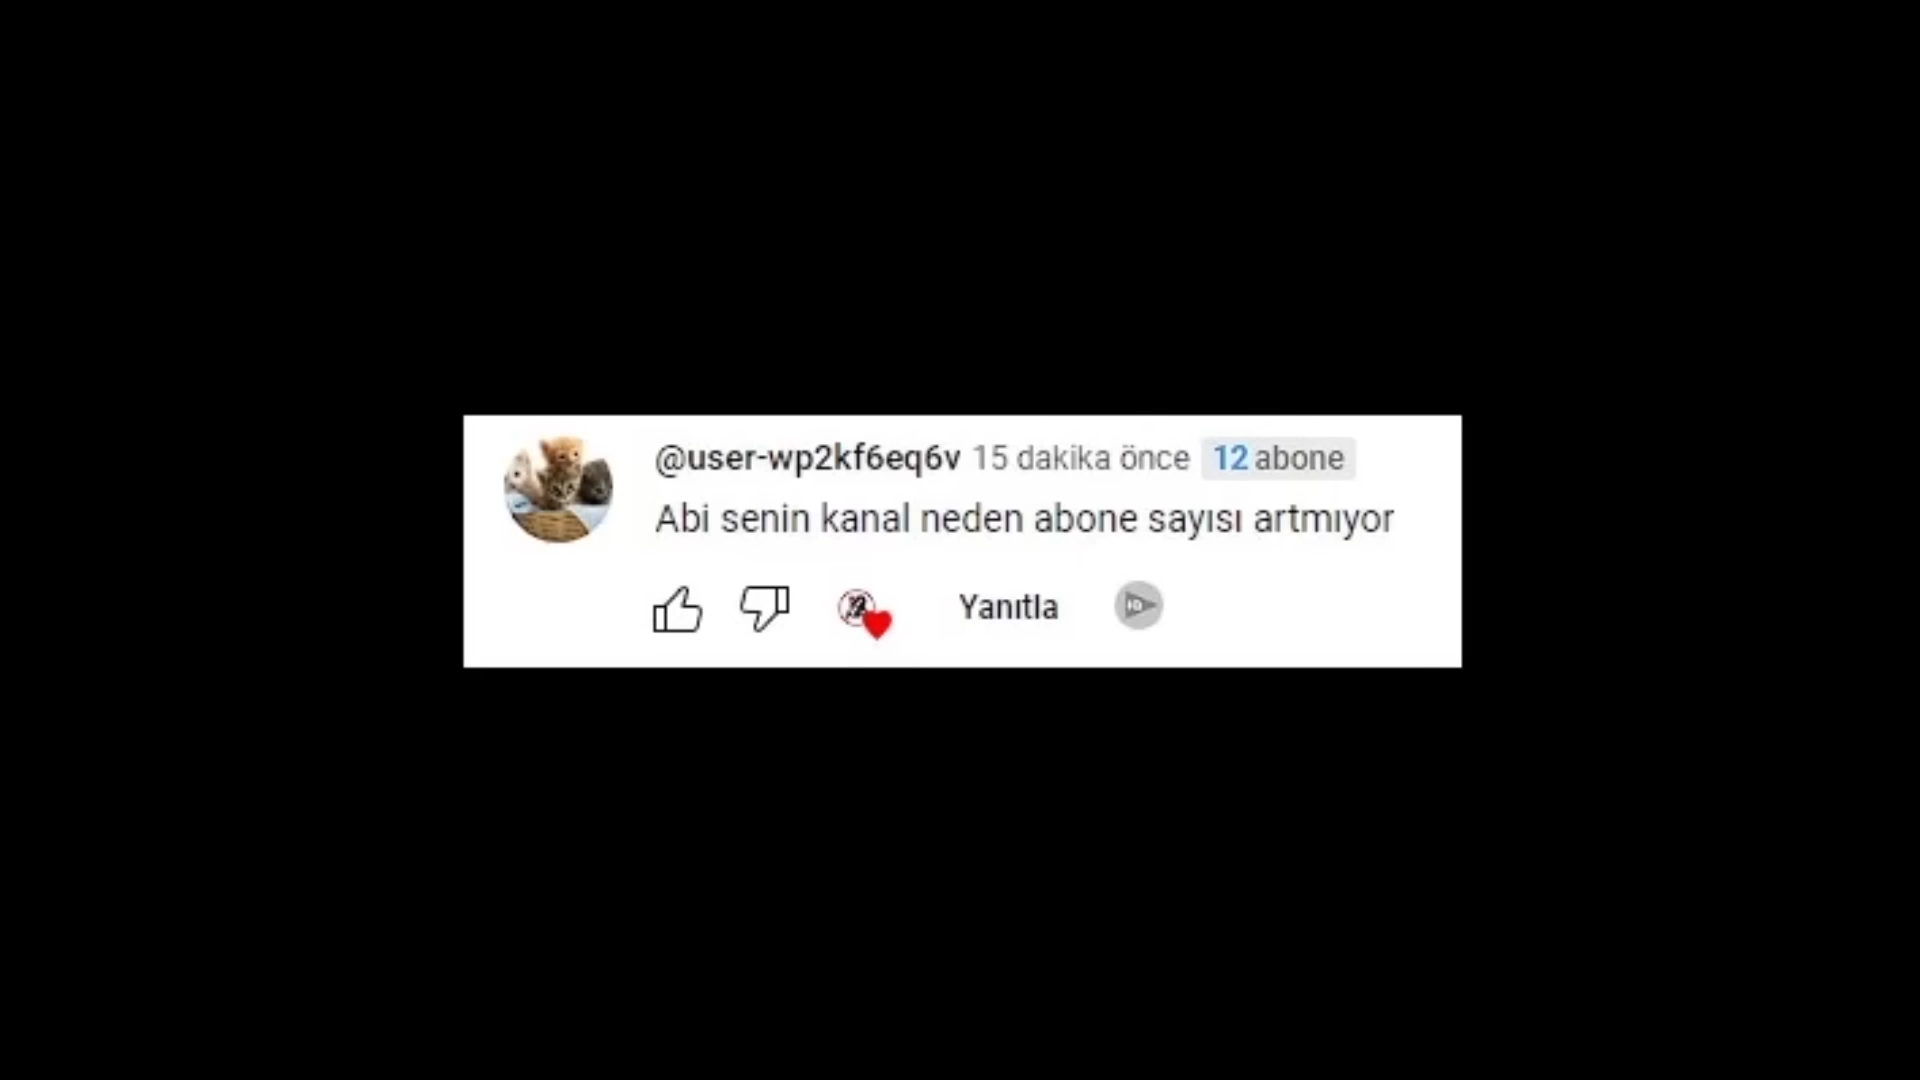 @user-wp2kf6eq6v 15 dakika önce 12 abone
Abi senin kanal neden abone sayısı artmıyor
Yanıtla